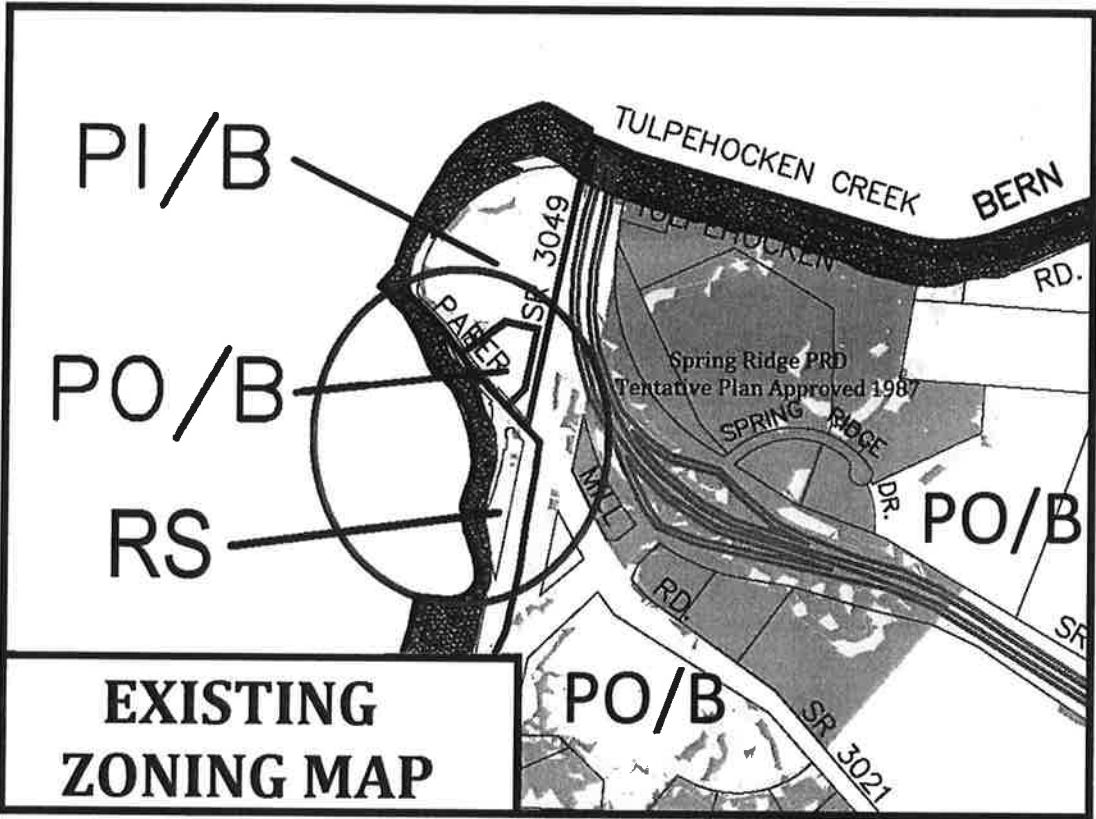 PI/B
TULPEHOCKEN CREEK
BERN
TULPEHOCKEN
RD.
SR 3049
PAPER
PO/B
Spring Ridge PRD
Tentative Plan Approved 1987
SPRING RIDGE
DR.
PO/B
MILL
RS
RD.
SR
PO/B
SR 3021
EXISTING
ZONING MAP